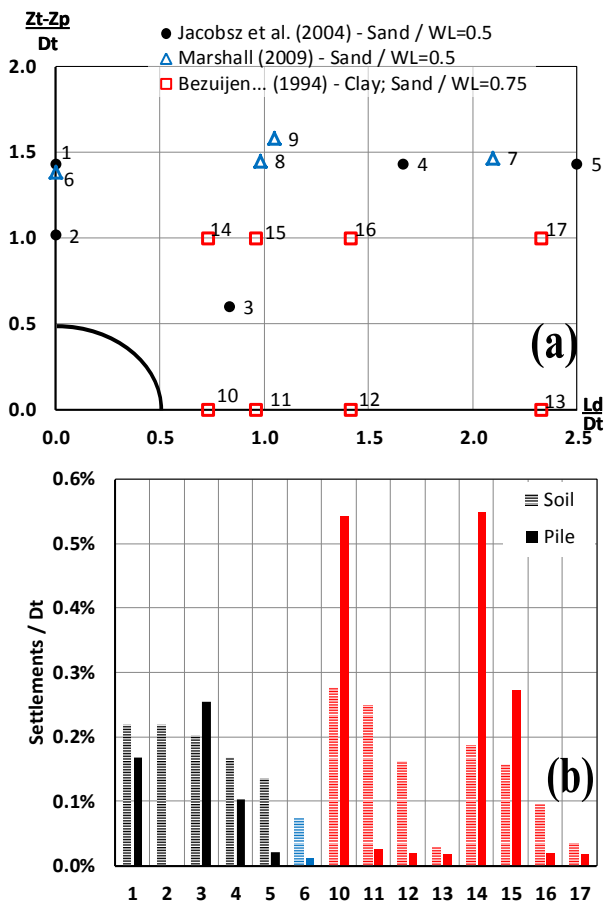 Zt-Zp
Dt
Jacobsz et al. (2004) - Sand / WL=0.5
Marshall (2009) - Sand / WL=0.5
Bezuijen... (1994) - Clay; Sand / WL=0.75
2.0
1.5
1.0
0.5
0.0
1
6
2
9
8
4
7
5
14
15
16
17
3
10
11
12
13
(a)
Ld
Dt
0.0 0.5 1.0 1.5 2.0 2.5
0.6%
0.5%
0.4%
0.3%
0.2%
0.1%
0.0%
Settlements / Dt
Soil
Pile
(b)
1 2 3 4 5 6 10 11 12 13 14 15 16 17